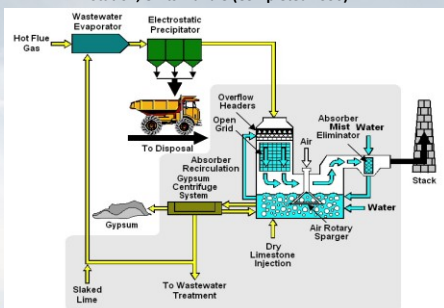 Wastewater
Evaporator
Electrostatic
Precipitator
Hot Flue
Gas
To Disposal
Overflow
Headers
Open
Grid
Air
Absorber
Mist
Eliminator
Water
Stack
Absorber
Recirculation
Gypsum
Centrifuge
System
Water
Air Rotary
Sparger
Gypsum
Dry
Limestone
Injection
Slaked
Lime
To Wastewater
Treatment